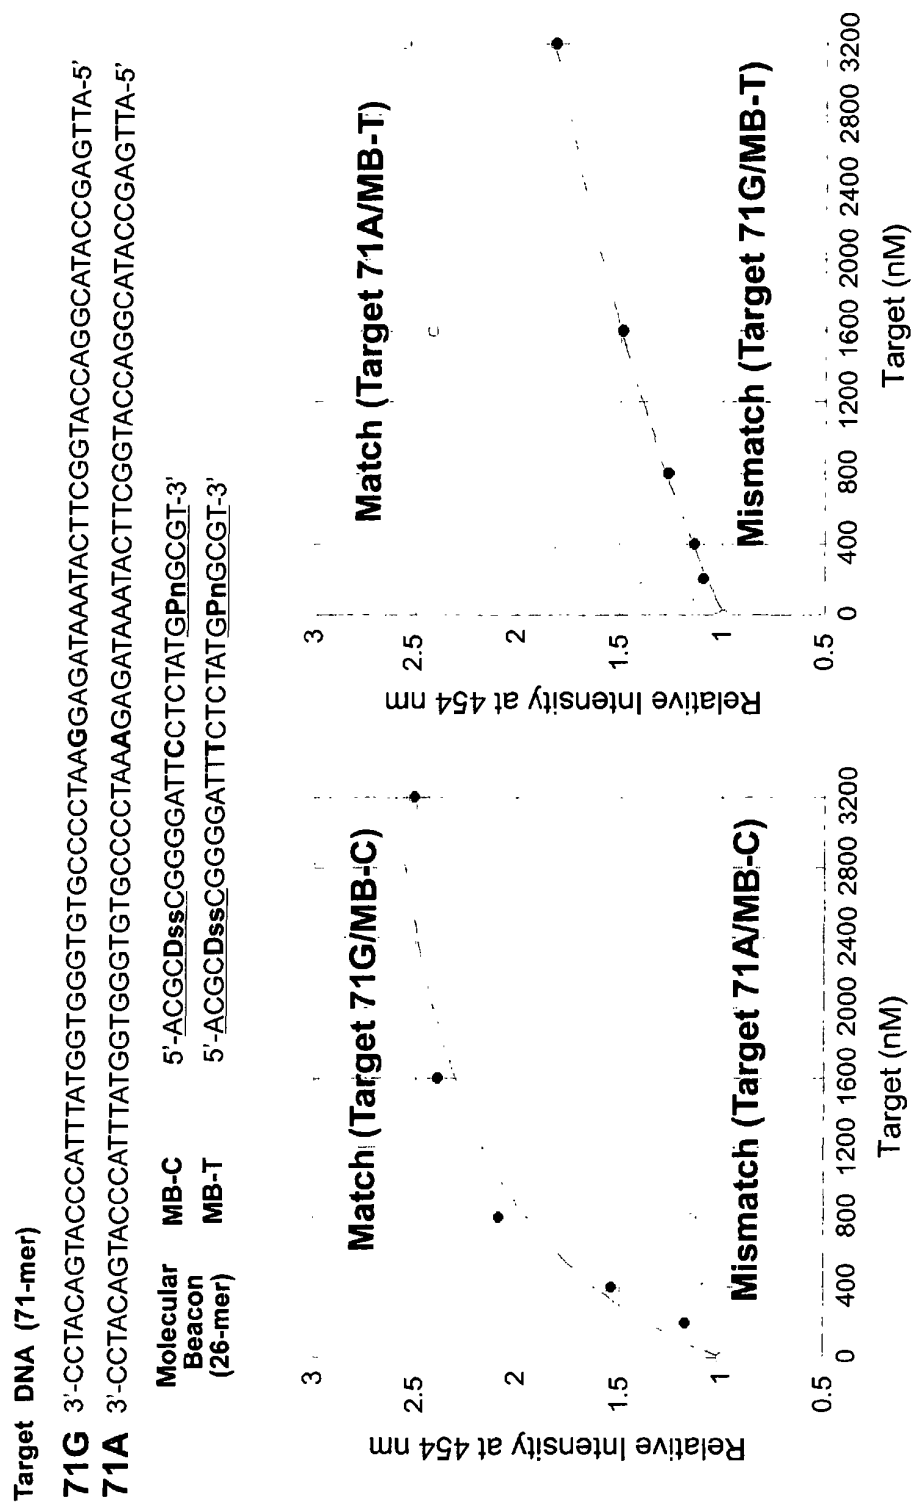 Target DNA (71-mer)
71G 3'-CCTACAGTACCCATTTATGGTGGGTGTGCCCCTAAGGAGATAAATACTTCGGTACCAGGCATACCGAGTTA-5'
71A 3'-CCTACAGTACCCATTTATGGTGGGTGTGCCCCTAAAGAGATAAATACTTCGGTACCAGGCATACCGAGTTA-5'
Molecular Beacon (26-mer)
MB-C 5'-ACGCDssCGGGGATTCCTCTATGPnGCGT-3'
MB-T 5'-ACGCDssCGGGGATTTCTCTATGPnGCGT-3'
Relative Intensity at 454 nm
3
2.5
2
1.5
1
0.5
Match (Target 71G/MB-C)
Mismatch (Target 71A/MB-C)
0 400 800 1200 1600 2000 2400 2800 3200
Target (nM)
Relative Intensity at 454 nm
3
2.5
2
1.5
1
0.5
Match (Target 71A/MB-T)
Mismatch (Target 71G/MB-T)
0 400 800 1200 1600 2000 2400 2800 3200
Target (nM)